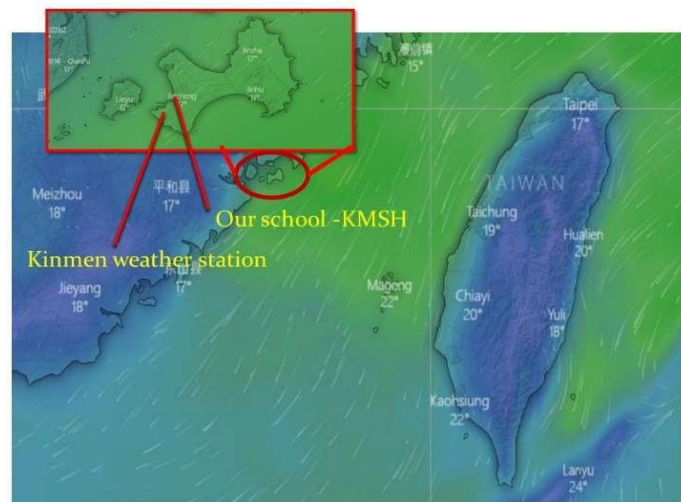 17°
17°
Jinsha
17°
Lieyu
17°
Jincheng
17°
Jinhu
17°
15°
Taipei
17°
TAIWAN
Meizhou
18°
平和县
17°
Our school -KMSH
Taichung
19°
Hualien
20°
Kinmen weather station
17°
Jieyang
18°
Magong
22°
Chiayi
20°
Yuli
18°
Kaohsiung
22°
Lanyu
24°